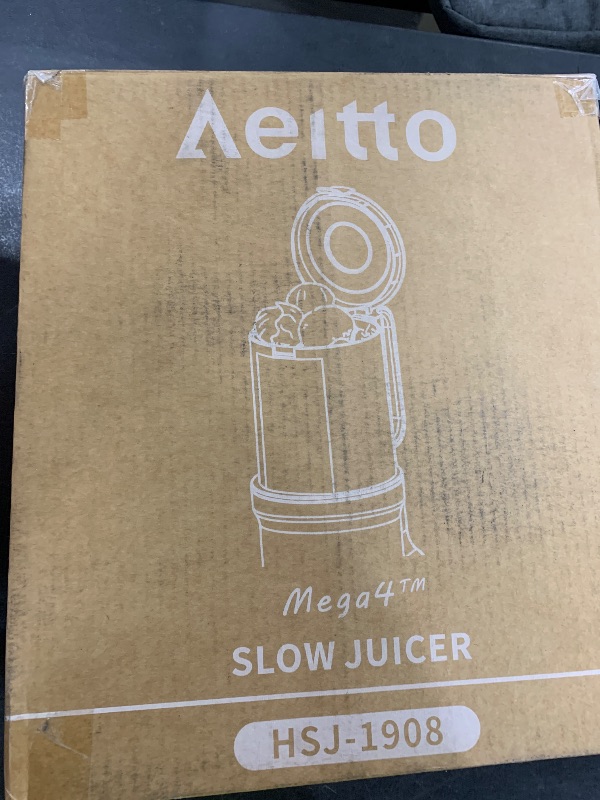 Aeitto
Mega4™
SLOW JUICER
HSJ-1908